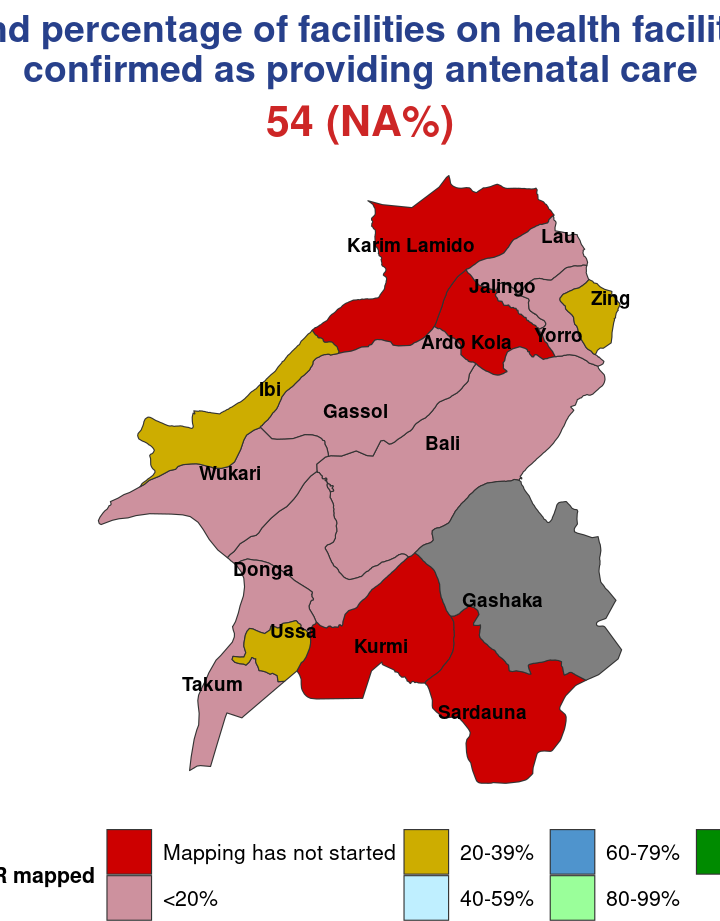 percentage of facilities on health
confirmed as providing antenatal care
54 (NA%)
Karim Lamido
Lau
Jalingo
Zing
Yorro
Ardo Kola
Ibi
Gassol
Bali
Wukari
Donga
Gashaka
Ussa
Kurmi
Takum
Sardauna
mapped
Mapping has not started
<20%
20-39%
40-59%
60-79%
80-99%